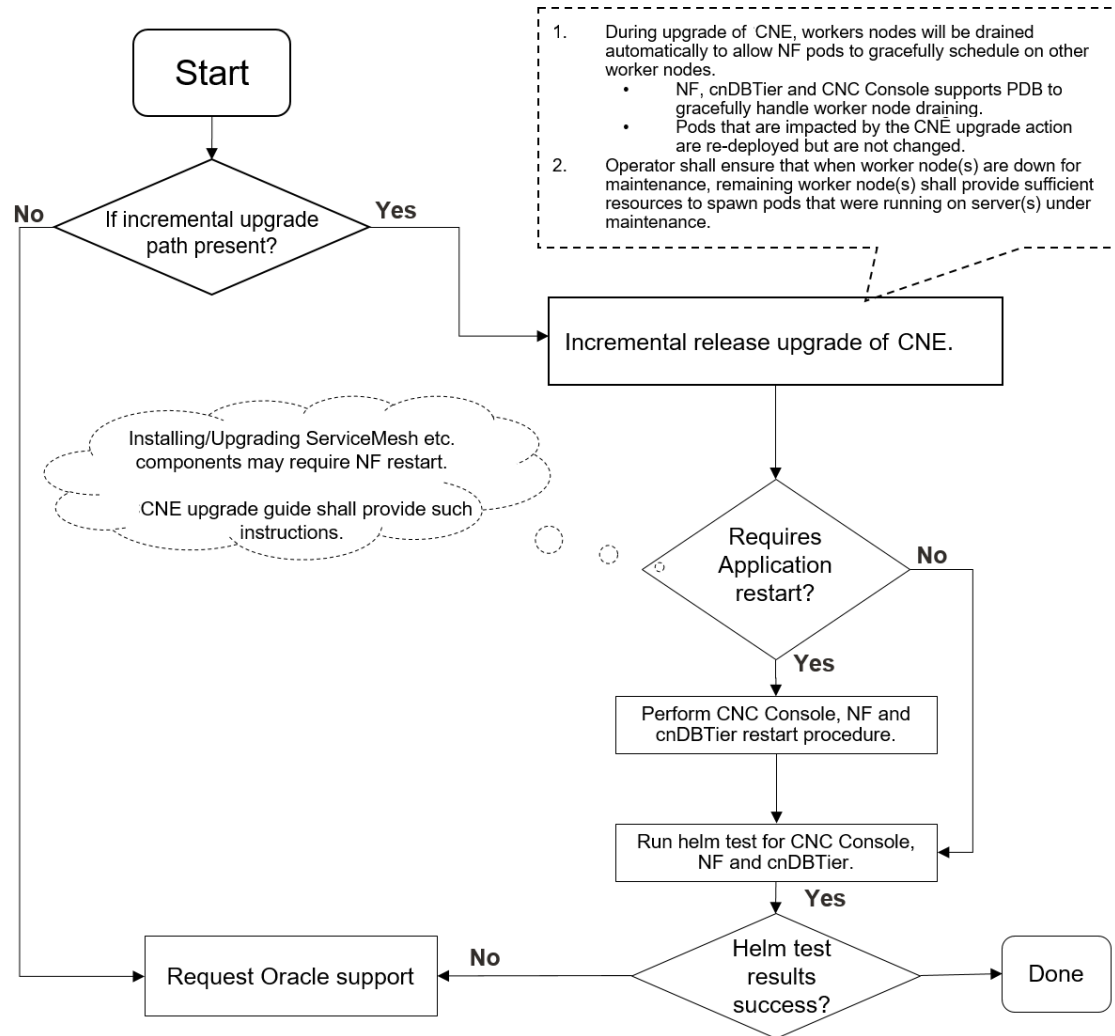 Start
1. During upgrade of CNE, workers nodes will be drained
automatically to allow NF pods to gracefully schedule on other
worker nodes.
• NF, cnDBTier and CNC Console supports PDB to
gracefully handle worker node draining.
• Pods that are impacted by the CNE upgrade action
are re-deployed but are not changed.
2. Operator shall ensure that when worker node(s) are down for
maintenance, remaining worker node(s) shall provide sufficient
resources to spawn pods that were running on server(s) under
maintenance.
No
If incremental upgrade
path present?
Yes
Incremental release upgrade of CNE.
Installing/Upgrading ServiceMesh etc.
components may require NF restart.
CNE upgrade guide shall provide such
instructions.
Requires
Application
restart?
No
Yes
Perform CNC Console, NF and
cnDBTier restart procedure.
Run helm test for CNC Console,
NF and cnDBTier.
Yes
Helm test
results
success?
No
Request Oracle support
Done